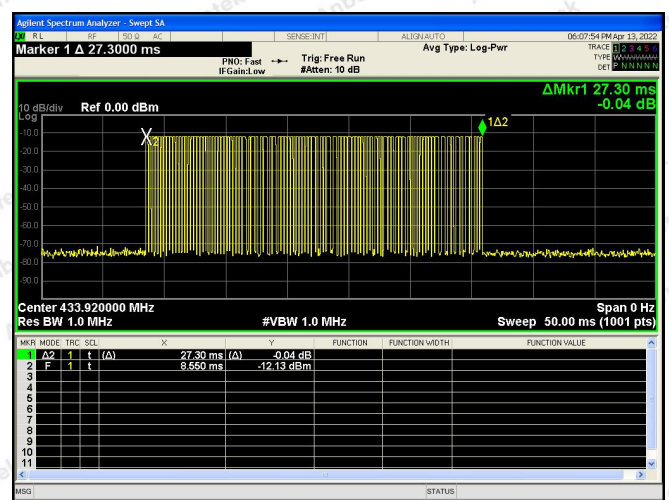 Agilent Spectrum Analyzer - Swept SA
LXI RL RF 50 Ω AC SENSE:INT ALIGN AUTO 06:07:54 PM Apr 13, 2022
Marker 1 Δ 27.3000 ms
PNO: Fast
IFGain:Low
Trig: Free Run
#Atten: 10 dB
Avg Type: Log-Pwr
TRACE 1 2 3 4 5 6
TYPE
DET P N N N N N
ΔMkr1 27.30 ms
-0.04 dB
10 dB/div Ref 0.00 dBm
Log
1Δ2
X2
-10.0
-20.0
-30.0
-40.0
-50.0
-60.0
-70.0
-80.0
-90.0
Center 433.920000 MHz Span 0 Hz
Res BW 1.0 MHz #VBW 1.0 MHz Sweep 50.00 ms (1001 pts)
MKR MODE TRC SCL X Y FUNCTION FUNCTION WIDTH FUNCTION VALUE
1 Δ2 1 t (Δ) 27.30 ms (Δ) -0.04 dB
2 F 1 t 8.550 ms -12.13 dBm
3
4
5
6
7
8
9
10
11
MSG STATUS